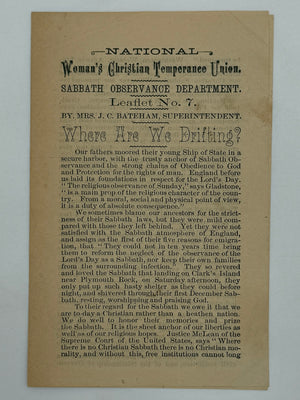 NATIONAL
Woman's Christian Temperance Union.
SABBATH OBSERVANCE DEPARTMENT.
Leaflet No. 7.
BY MRS. J. C. BATEHAM, SUPERINTENDENT.
Where Are We Drifting?
Our fathers moored their young Ship of State in a
secure harbor, with the trusty anchor of Sabbath Ob-
servance and the strong chains of Obedience to God
and Protection for the rights of man. England before
us laid its foundations in respect for the Lord's Day,
"The religious observance of Sunday," says Gladstone,
"is a main prop of the religious character of the coun-
try. From a moral, social and physical point of view,
it is a duty of absolute consequence."
We sometimes blame our ancestors for the strict-
ness of their Sabbath laws, but they were mild com-
pared with those they left behind. Yet they were not
satisfied with the Sabbath atmosphere of England,
and assign as the first of their five reasons for emigra-
tion, that "They could not in ten years time bring
them to reform the neglect of the observance of the
Lord's Day as a Sabbath, nor keep their own families
from the surrounding infection." They so revered
and loved the Sabbath that landing on Clark's Island
near Plymouth Rock, on Saturday afternoon, they
only put up such hasty shelter as they could before
night, and shivered through their first December Sab-
bath, resting, worshipping and praising God.
To their regard for the Sabbath we owe it that we
are to-day a Christian rather than a heathen nation.
We do well to honor their memories and prize
the Sabbath. It is the sheet anchor of our liberties as
well as of our religious hopes. Justice McLean of the
Supreme Court of the United States, says "Where
there is no Christian Sabbath there is no Christian mo-
rality, and without this, free institutions cannot long